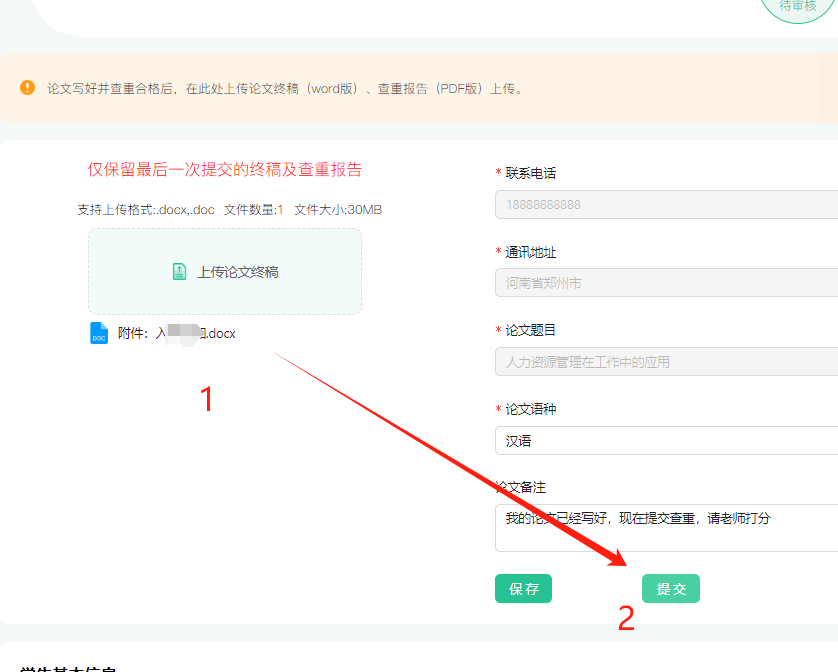 待审核
论文写好并查重合格后，在此处上传论文终稿（word版）、查重报告（PDF版）上传。
仅保留最后一次提交的终稿及查重报告
支持上传格式:.docx,.doc 文件数量:1 文件大小:30MB
上传论文终稿
DOC
附件：入.docx
1
* 联系电话
18888888888
* 通讯地址
河南省郑州市
* 论文题目
人力资源管理在工作中的应用
* 论文语种
汉语
论文备注
我的论文已经写好，现在提交查重，请老师打分
保存
提交
2
学生基本信息